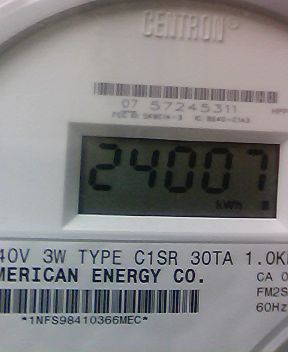 CENTRON®
07 57245311
24007
kWh
40V 3W TYPE C1SR 30TA 1.0K
MERICAN ENERGY CO.
CA 0
FM2S
60Hz
*1NFS98410366MEC*